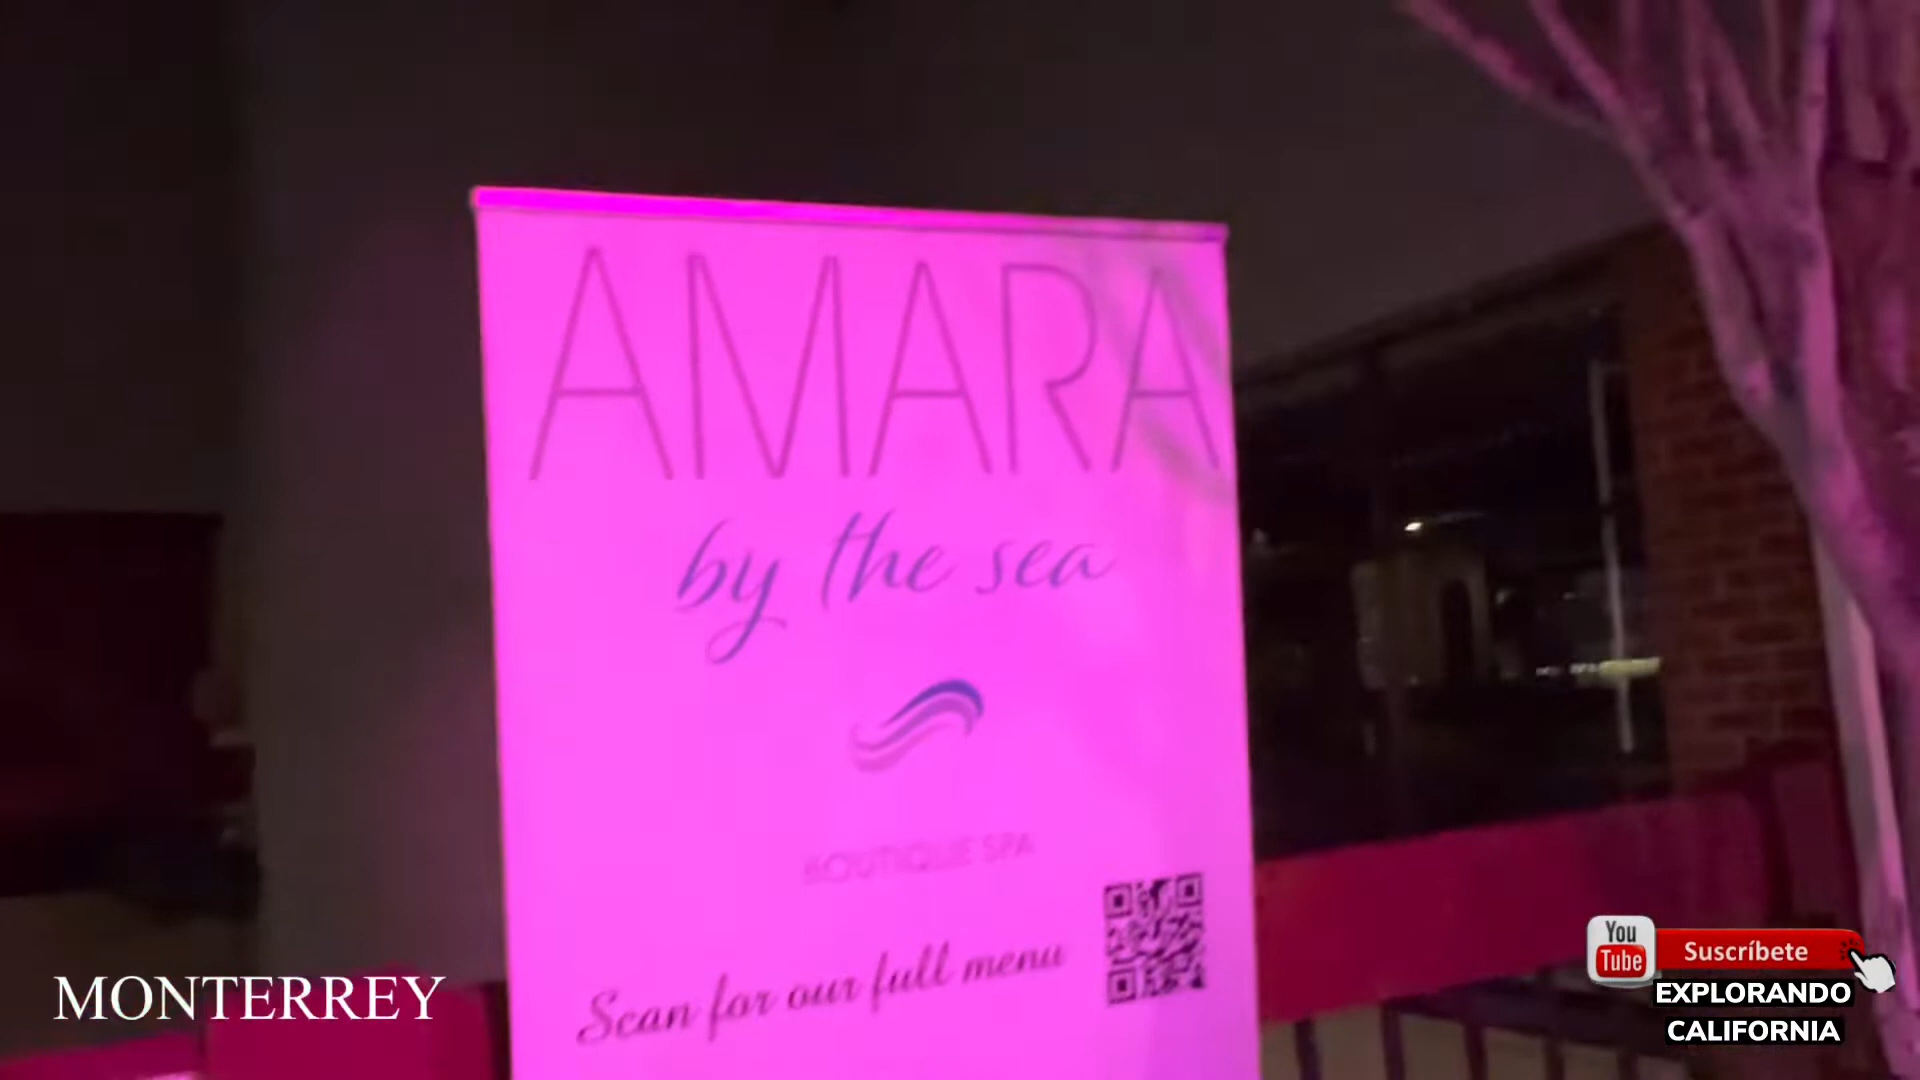 AMARA
by the sea
BOUTIQUE SPA
Scan for our full menu
MONTERREY
You
Tube
Suscríbete
EXPLORANDO
CALIFORNIA